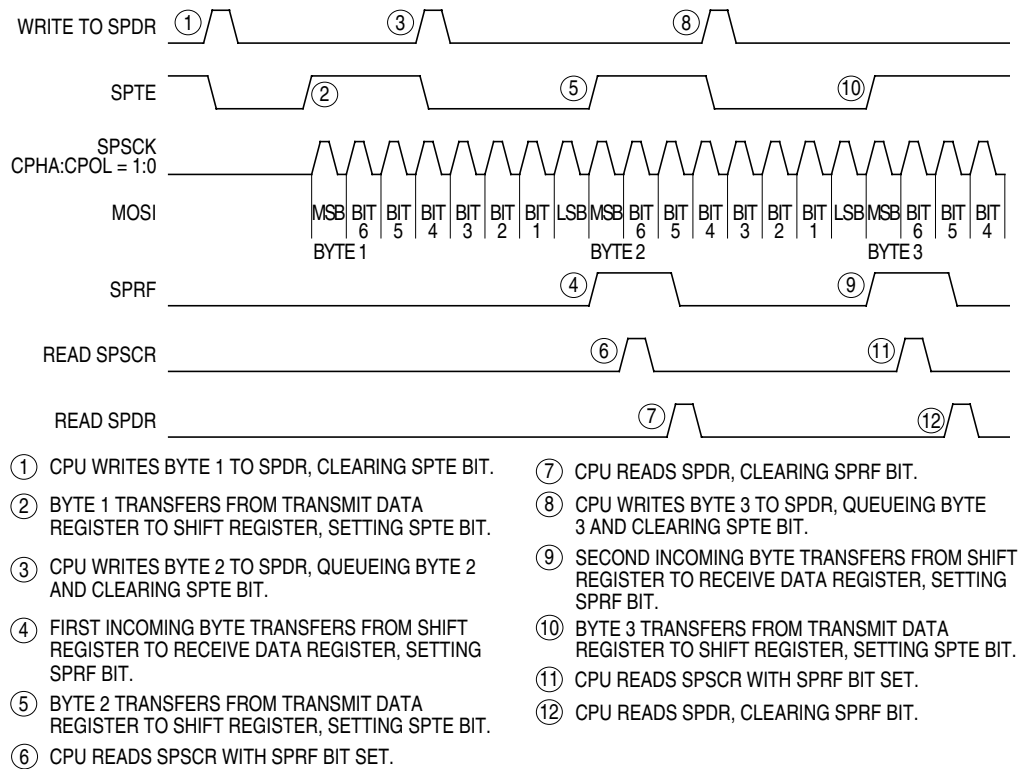 WRITE TO SPDR
1
3
8
SPTE
2
5
10
SPSCK
CPHA:CPOL = 1:0
MOSI
MSB BIT 6 BIT 5 BIT 4 BIT 3 BIT 2 BIT 1 LSB MSB BIT 6 BIT 5 BIT 4 BIT 3 BIT 2 BIT 1 LSB MSB BIT 6 BIT 5 BIT 4
BYTE 1 BYTE 2 BYTE 3
SPRF
4
9
READ SPSCR
6
11
READ SPDR
7
12
1 CPU WRITES BYTE 1 TO SPDR, CLEARING SPTE BIT.
2 BYTE 1 TRANSFERS FROM TRANSMIT DATA
REGISTER TO SHIFT REGISTER, SETTING SPTE BIT.
3 CPU WRITES BYTE 2 TO SPDR, QUEUEING BYTE 2
AND CLEARING SPTE BIT.
4 FIRST INCOMING BYTE TRANSFERS FROM SHIFT
REGISTER TO RECEIVE DATA REGISTER, SETTING
SPRF BIT.
5 BYTE 2 TRANSFERS FROM TRANSMIT DATA
REGISTER TO SHIFT REGISTER, SETTING SPTE BIT.
6 CPU READS SPSCR WITH SPRF BIT SET.
7 CPU READS SPDR, CLEARING SPRF BIT.
8 CPU WRITES BYTE 3 TO SPDR, QUEUEING BYTE
3 AND CLEARING SPTE BIT.
9 SECOND INCOMING BYTE TRANSFERS FROM SHIFT
REGISTER TO RECEIVE DATA REGISTER, SETTING
SPRF BIT.
10 BYTE 3 TRANSFERS FROM TRANSMIT DATA
REGISTER TO SHIFT REGISTER, SETTING SPTE BIT.
11 CPU READS SPSCR WITH SPRF BIT SET.
12 CPU READS SPDR, CLEARING SPRF BIT.